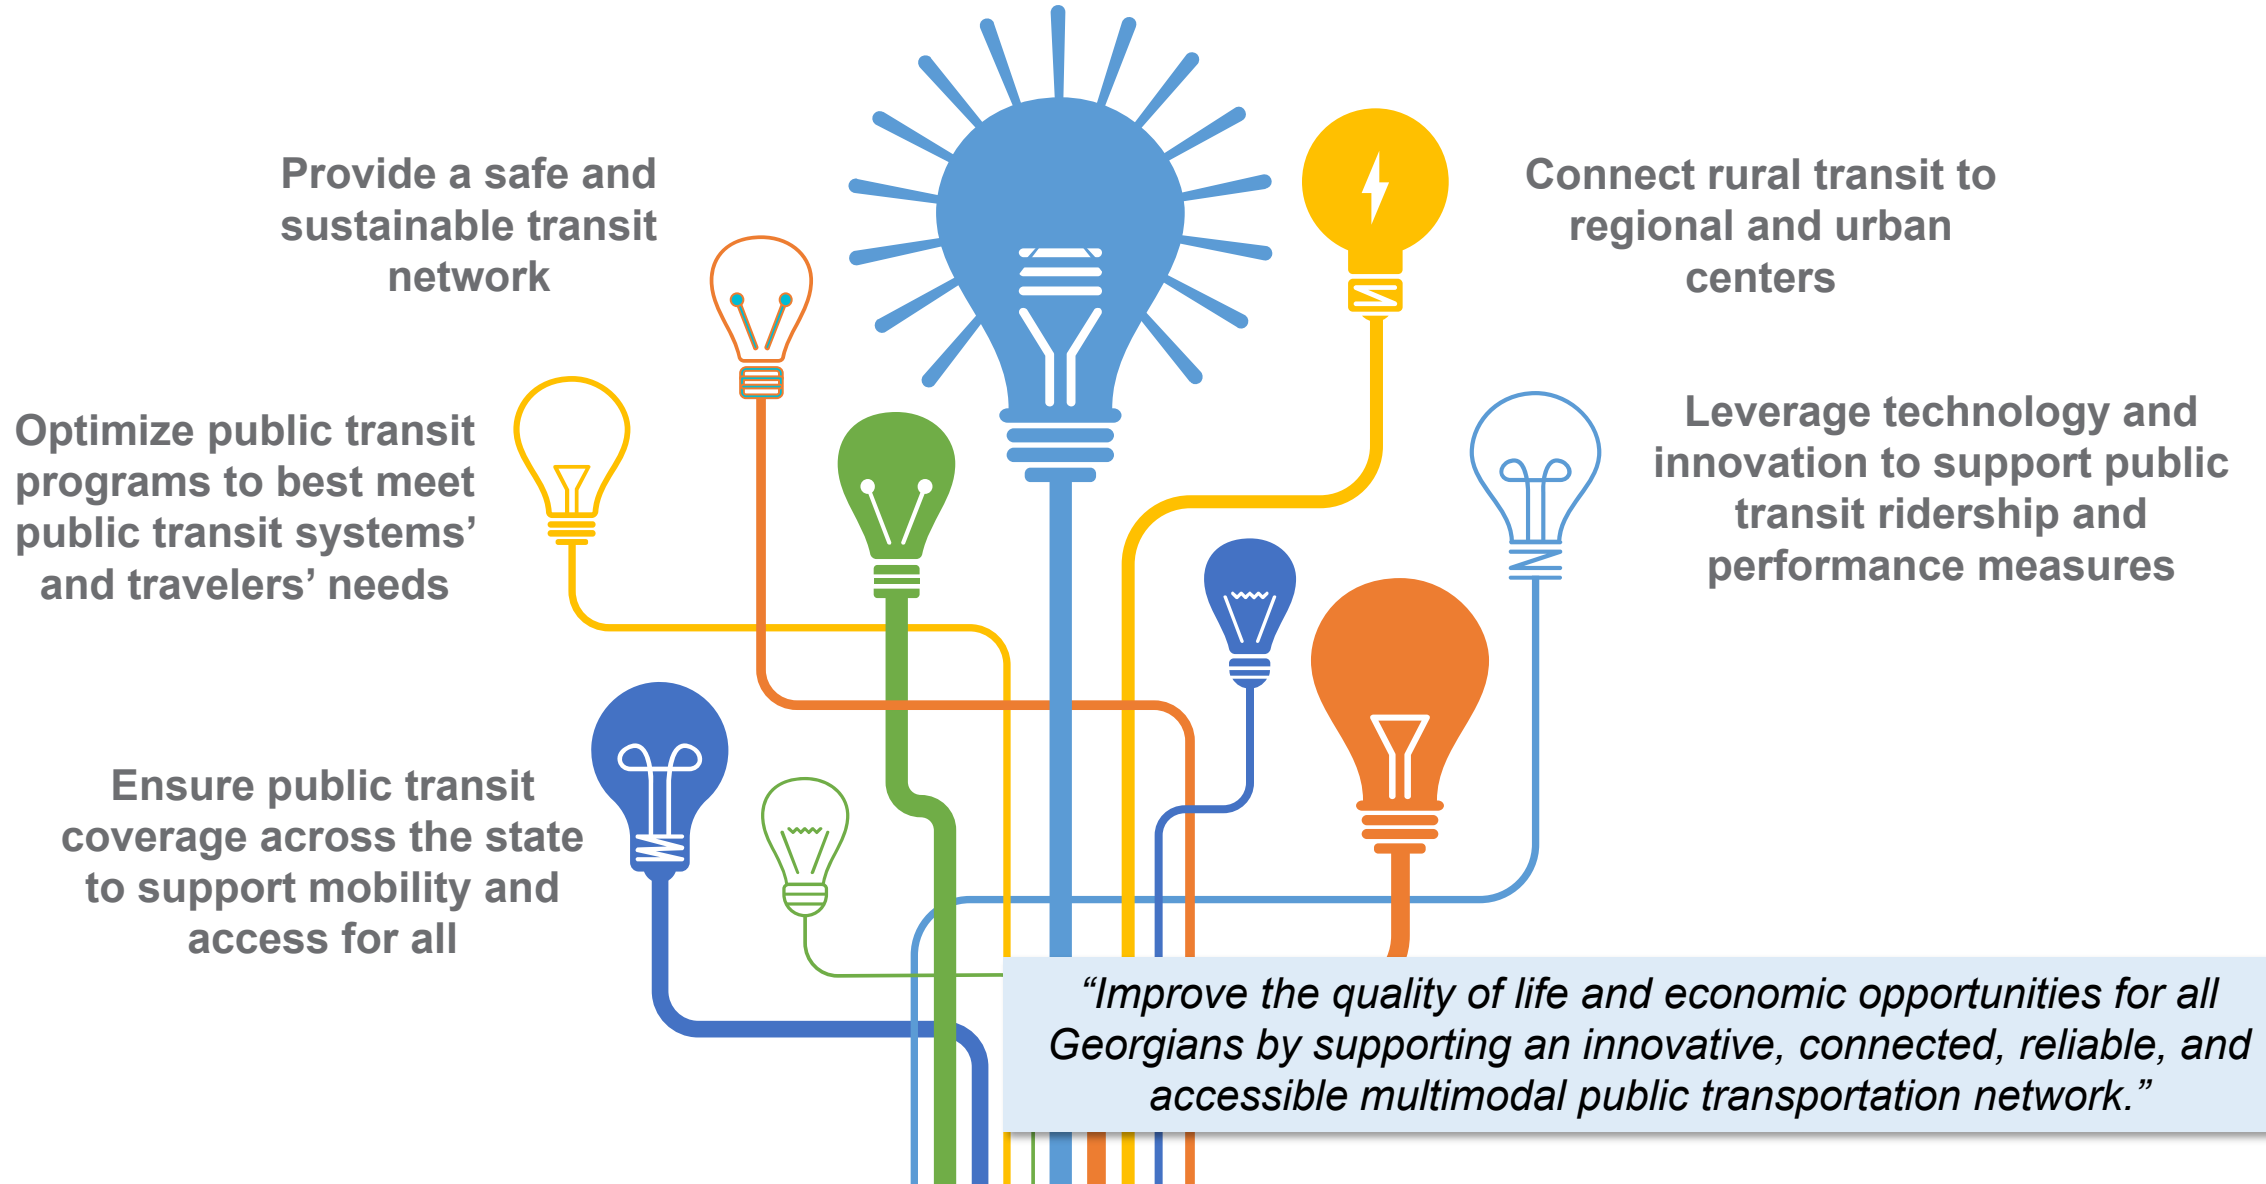 Provide a safe and
sustainable transit
network
Optimize public transit
programs to best meet
public transit systems’
and travelers’ needs
Ensure public transit
coverage across the state
to support mobility and
access for all
Connect rural transit to
regional and urban
centers
Leverage technology and
innovation to support public
transit ridership and
performance measures
“Improve the quality of life and economic opportunities for all
Georgians by supporting an innovative, connected, reliable, and
accessible multimodal public transportation network.”